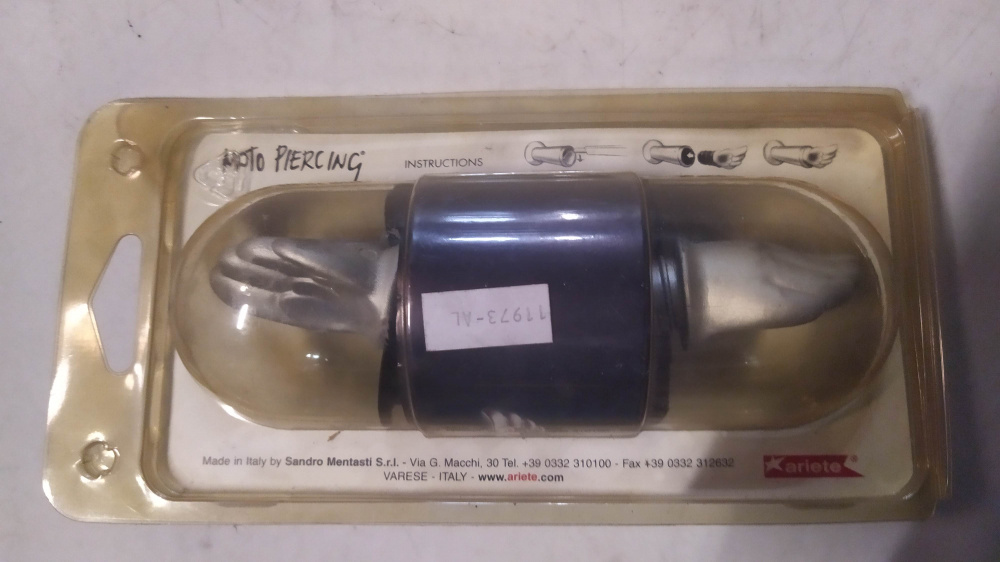 MOTO PIERCING®
INSTRUCTIONS
11973-AL
Made in Italy by Sandro Mentasti S.r.l. - Via G. Macchi, 30 Tel. +39 0332 310100 - Fax +39 0332 312632
VARESE - ITALY - www.ariete.com
ariete